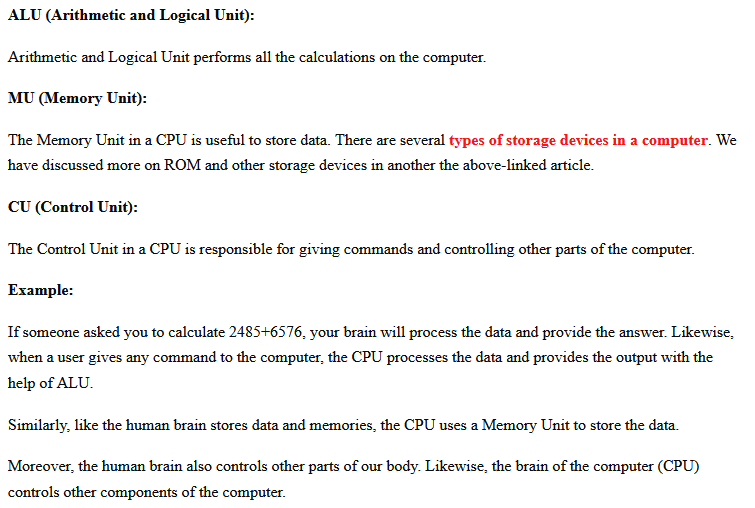 ALU (Arithmetic and Logical Unit):
Arithmetic and Logical Unit performs all the calculations on the computer.
MU (Memory Unit):
The Memory Unit in a CPU is useful to store data. There are several types of storage devices in a computer. We
have discussed more on ROM and other storage devices in another the above-linked article.
CU (Control Unit):
The Control Unit in a CPU is responsible for giving commands and controlling other parts of the computer.
Example:
If someone asked you to calculate 2485+6576, your brain will process the data and provide the answer. Likewise,
when a user gives any command to the computer, the CPU processes the data and provides the output with the
help of ALU.
Similarly, like the human brain stores data and memories, the CPU uses a Memory Unit to store the data.
Moreover, the human brain also controls other parts of our body. Likewise, the brain of the computer (CPU)
controls other components of the computer.